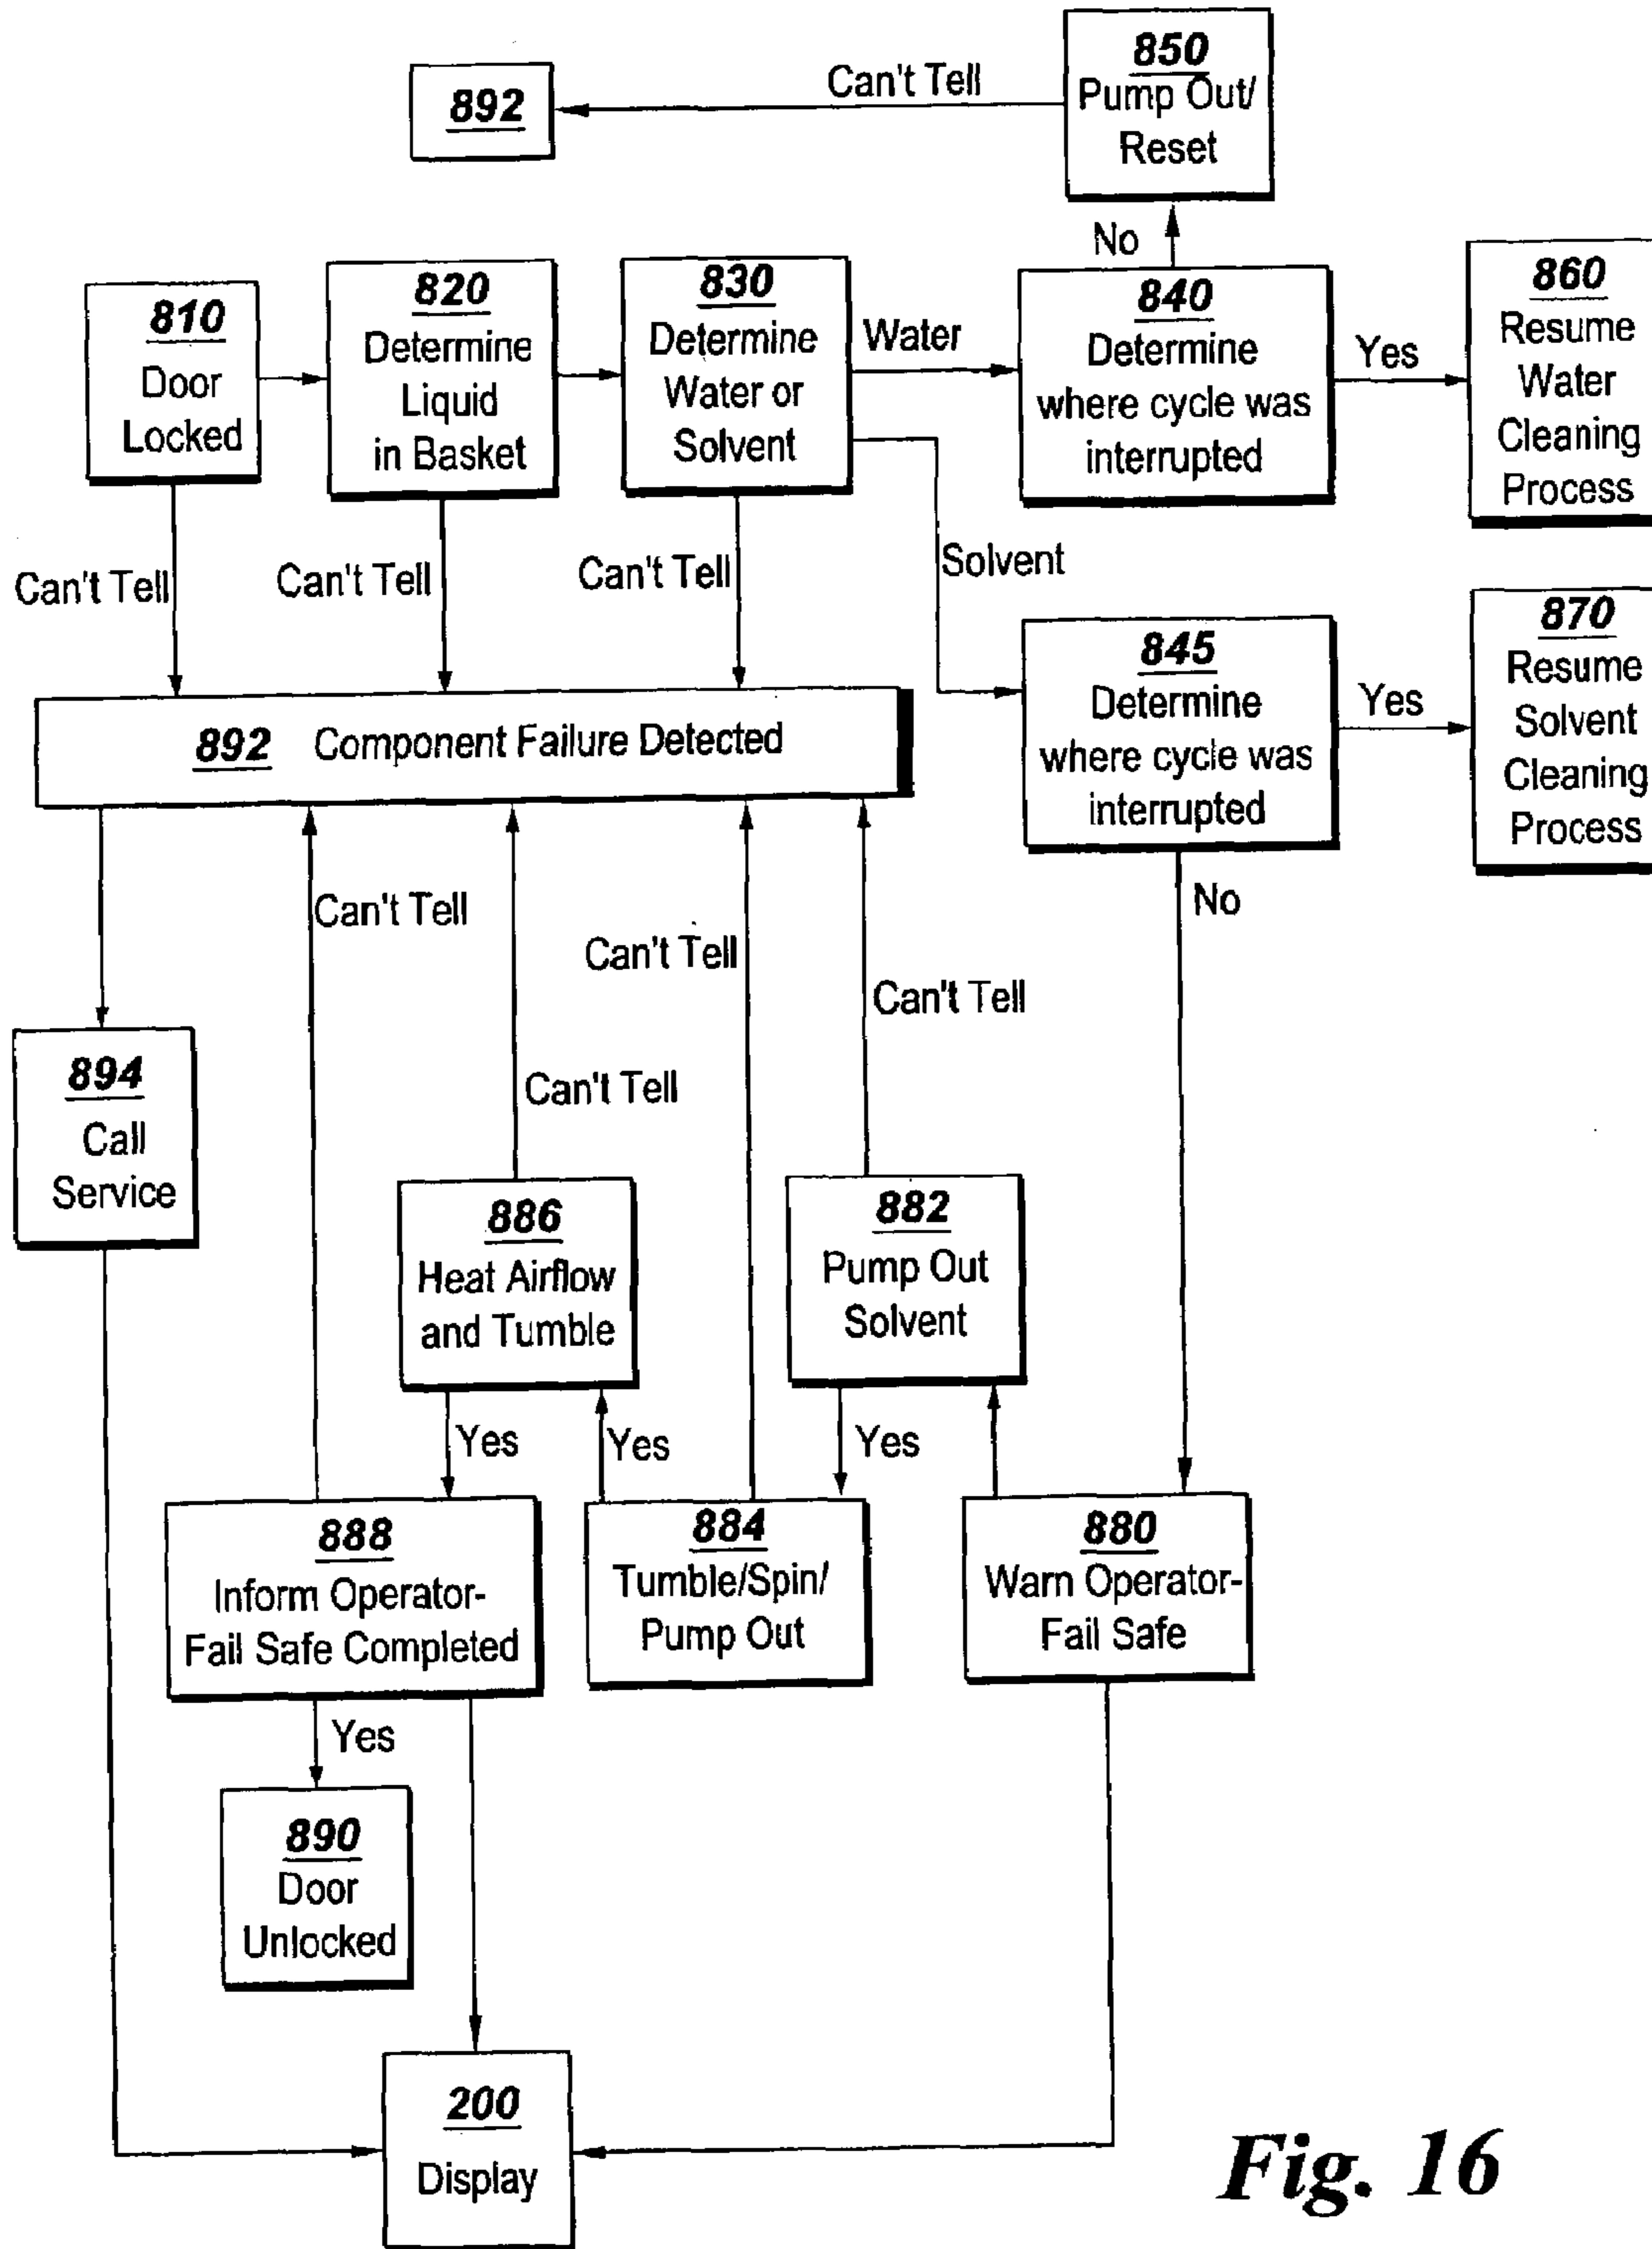 850
Pump Out/
Reset
Can't Tell
892
No
810
Door
Locked
820
Determine
Liquid
in Basket
830
Determine
Water or
Solvent
Water
840
Determine
where cycle was
interrupted
Yes
860
Resume
Water
Cleaning
Process
Can't Tell
Can't Tell
Can't Tell
Solvent
845
Determine
where cycle was
interrupted
Yes
870
Resume
Solvent
Cleaning
Process
892 Component Failure Detected
Can't Tell
Can't Tell
Can't Tell
Can't Tell
No
894
Call
Service
886
Heat Airflow
and Tumble
882
Pump Out
Solvent
Yes
Yes
Yes
888
Inform Operator-
Fail Safe Completed
884
Tumble/Spin/
Pump Out
880
Warn Operator-
Fail Safe
Yes
890
Door
Unlocked
200
Display
Fig. 16